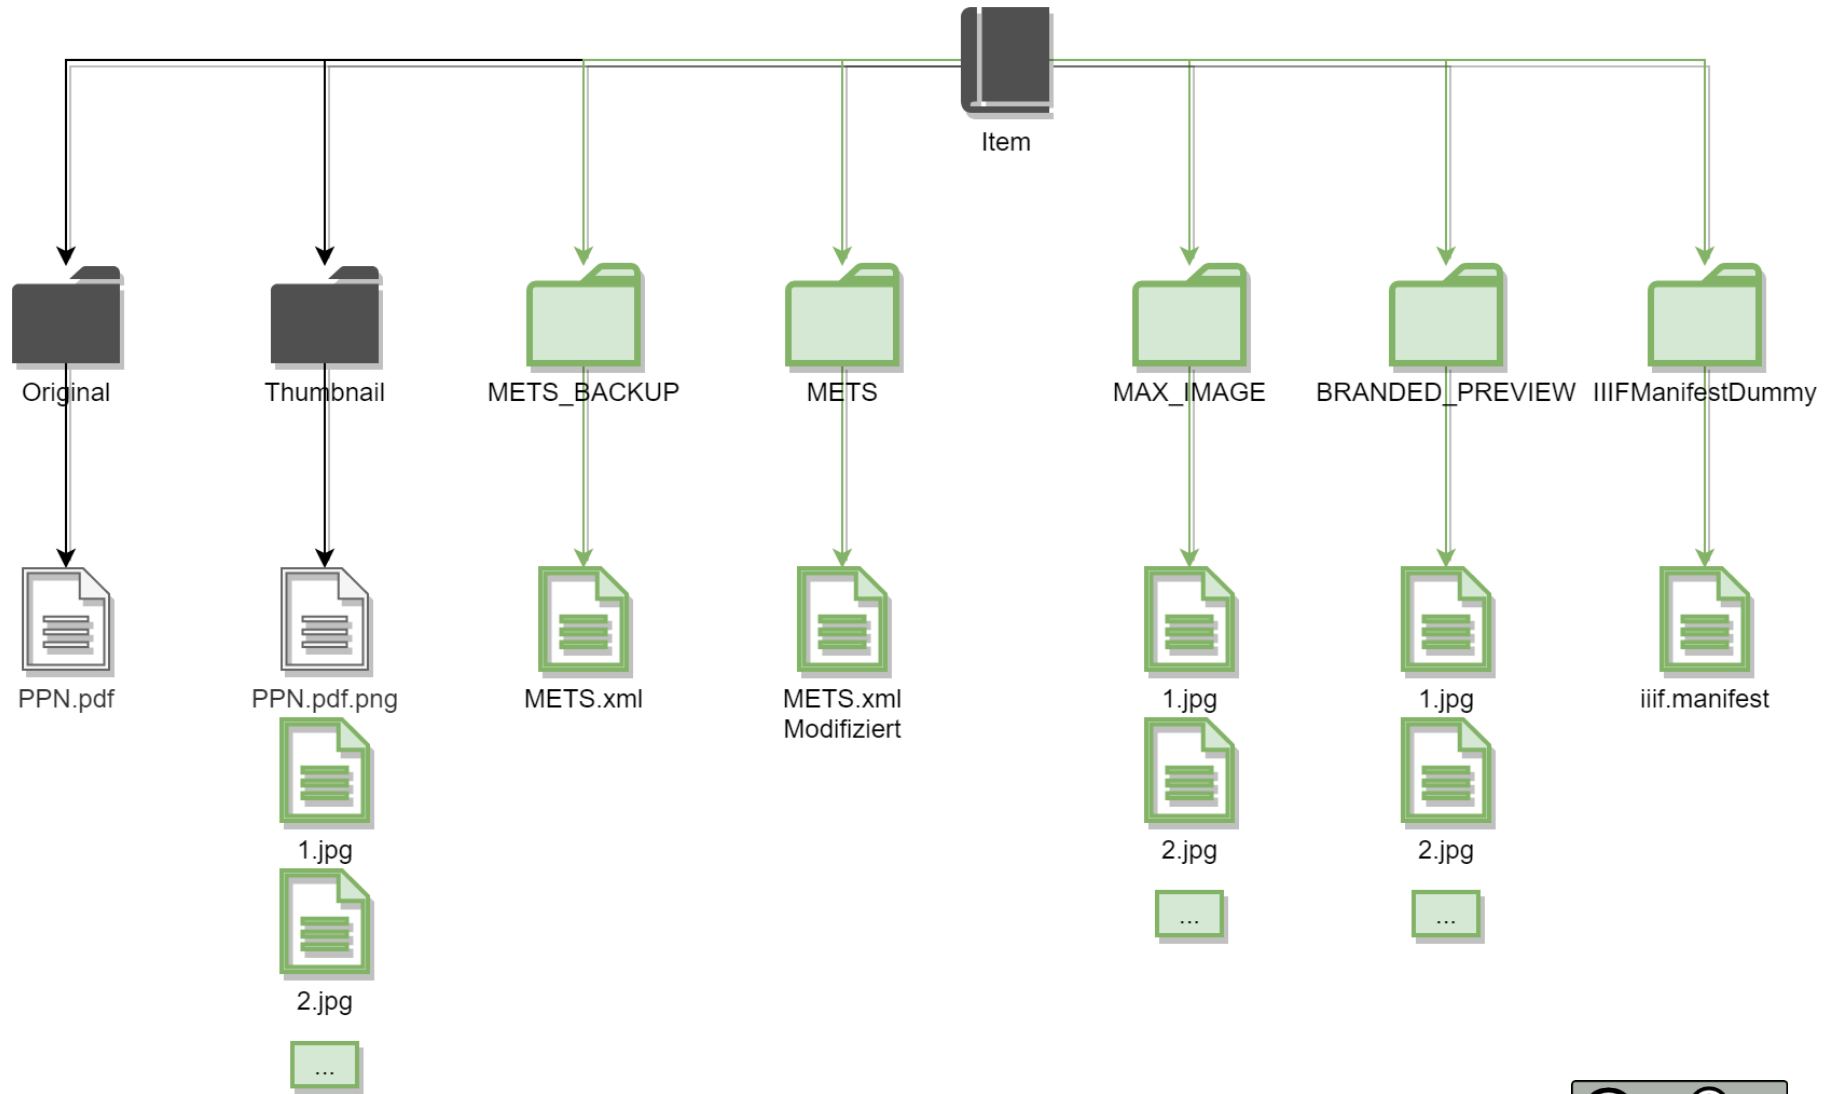 Item
Original
Thumbnail
METS_BACKUP
METS
MAX_IMAGE
BRANDED_PREVIEW
IIIFManifestDummy
PPN.pdf
PPN.pdf.png
METS.xml
METS.xml
Modifiziert
1.jpg
1.jpg
iiif.manifest
1.jpg
2.jpg
2.jpg
...
...
2.jpg
...